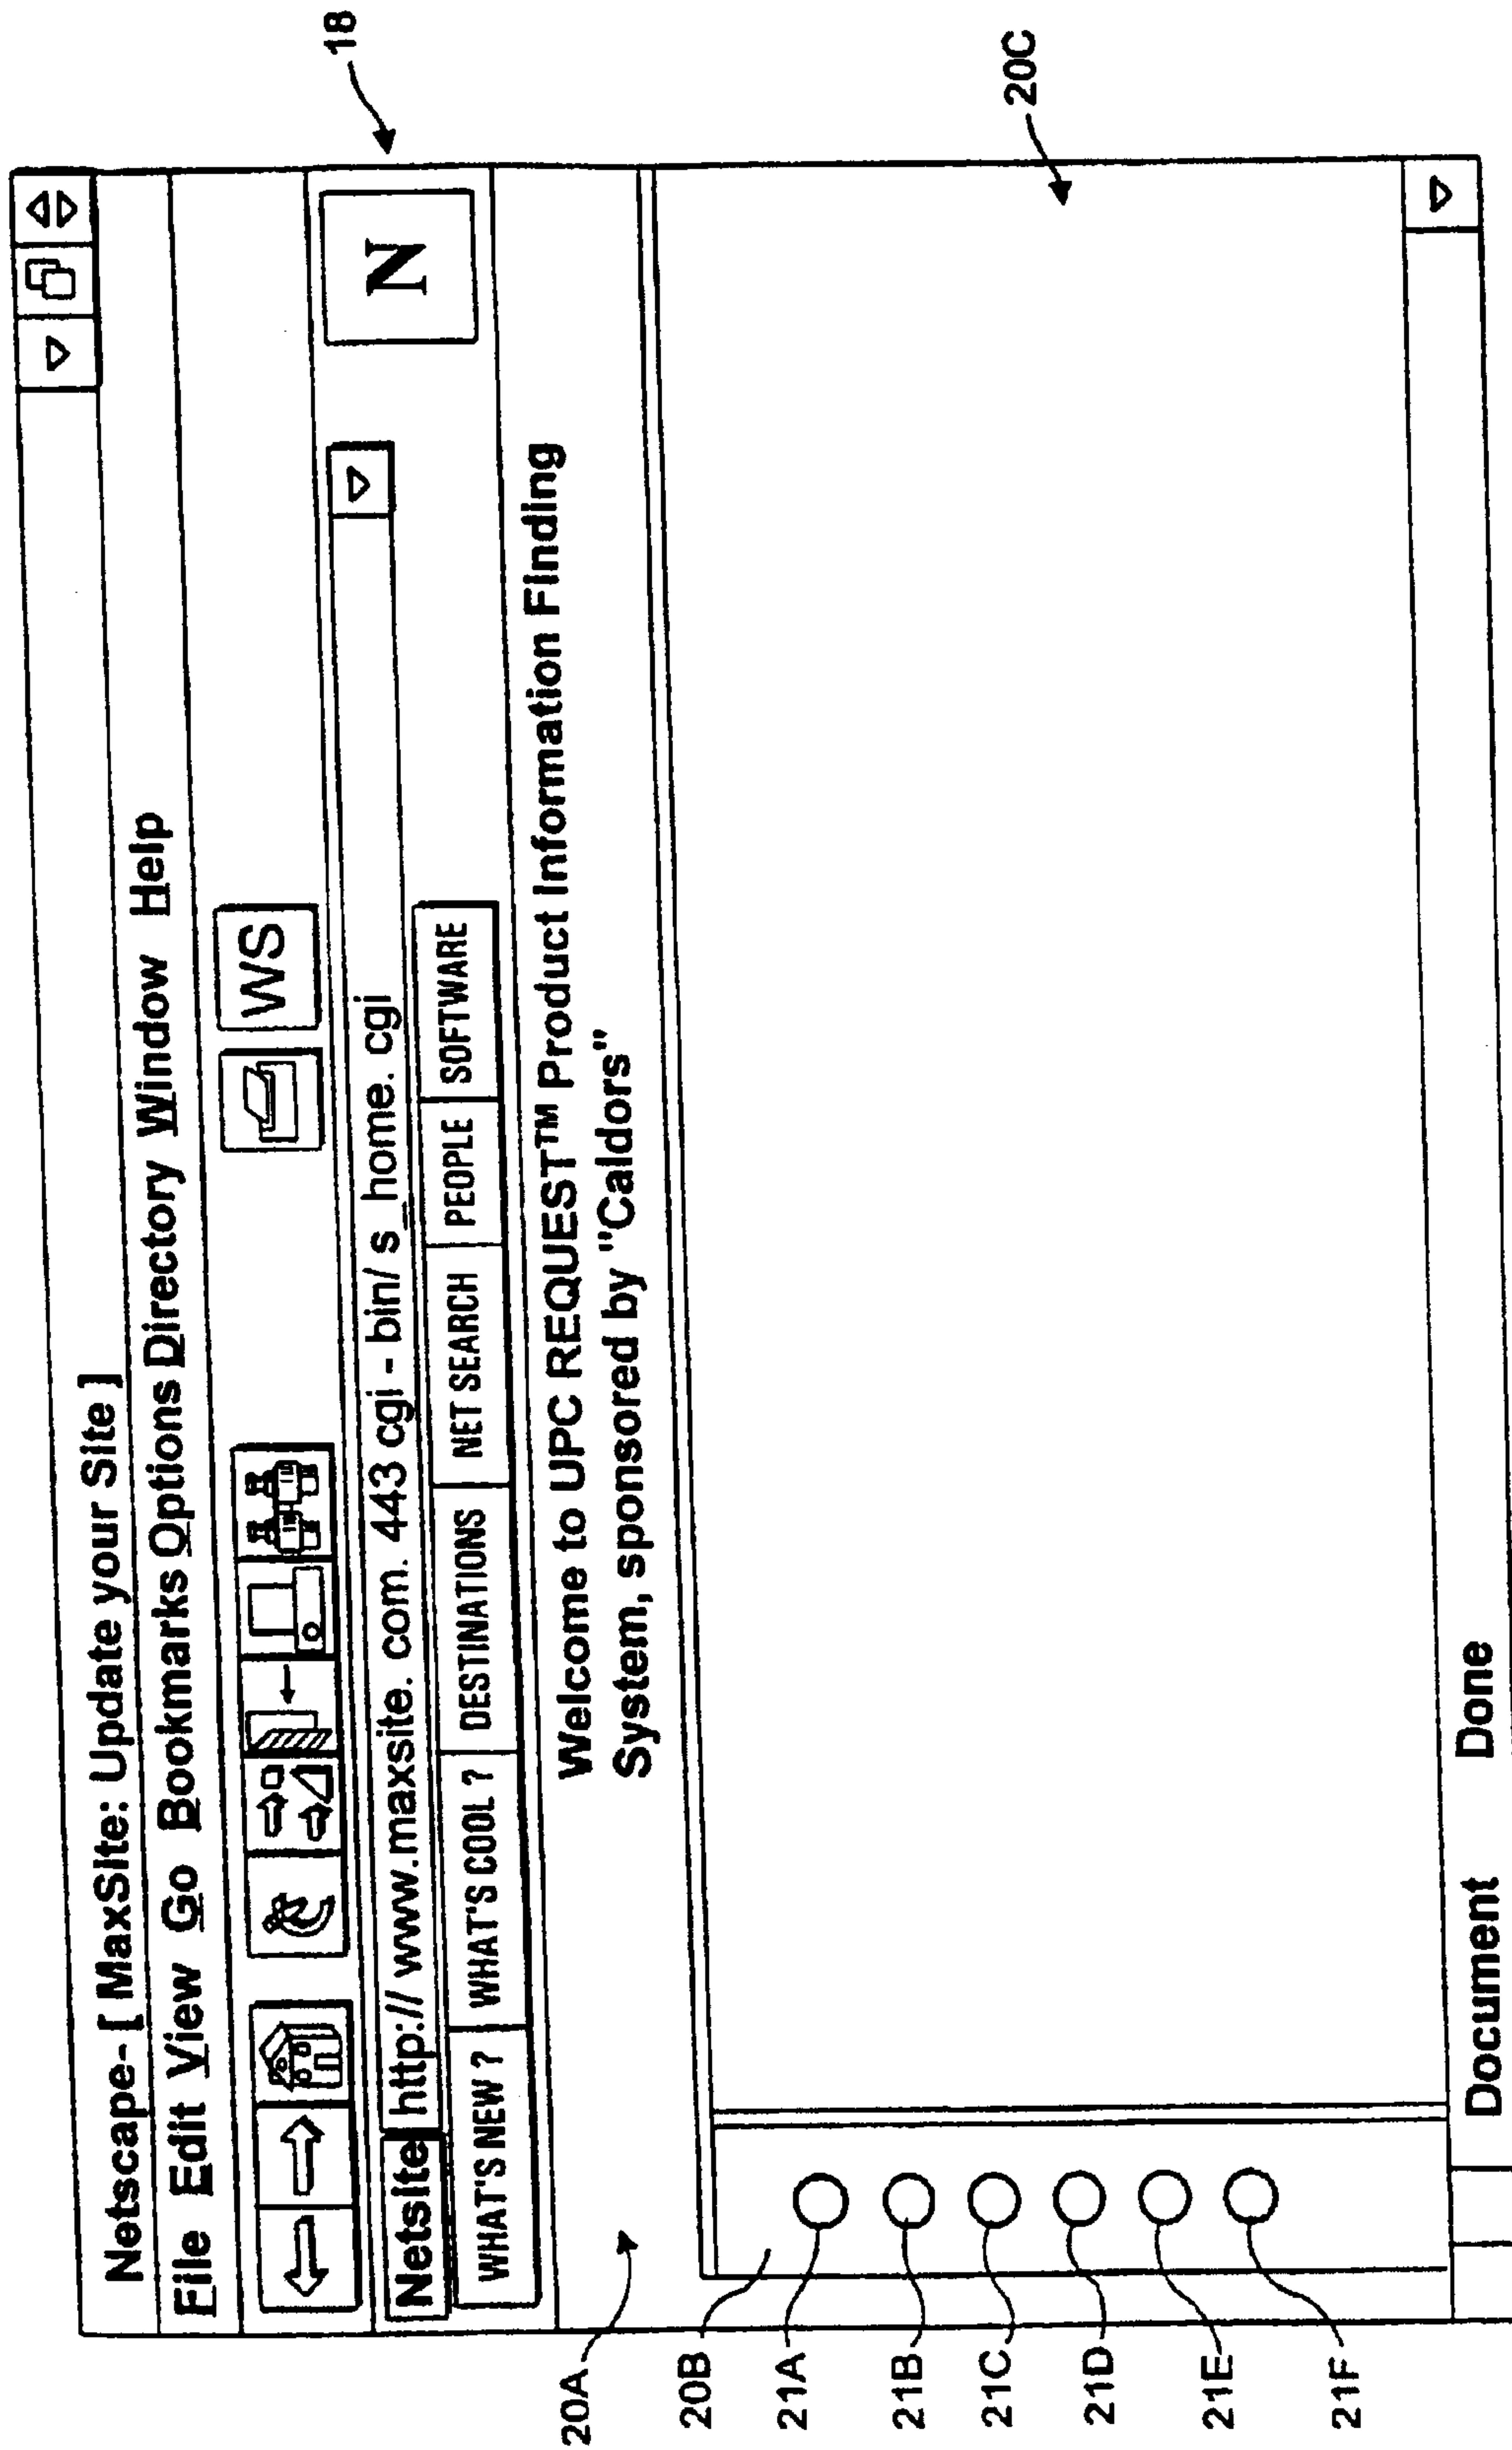 Netscape- [ MaxSite: Update your Site ]
File Edit View Go Bookmarks Options Directory Window Help
WS
18
N
Netsite http:// www.maxsite. com. 443 cgi - bin/ s_home. cgi
WHAT'S NEW ? WHAT'S COOL ? DESTINATIONS NET SEARCH PEOPLE SOFTWARE
Welcome to UPC REQUEST™ Product Information Finding
System, sponsored by "Caldors"
20A
20B
21A
21B
21C
21D
21E
21F
20C
Document Done